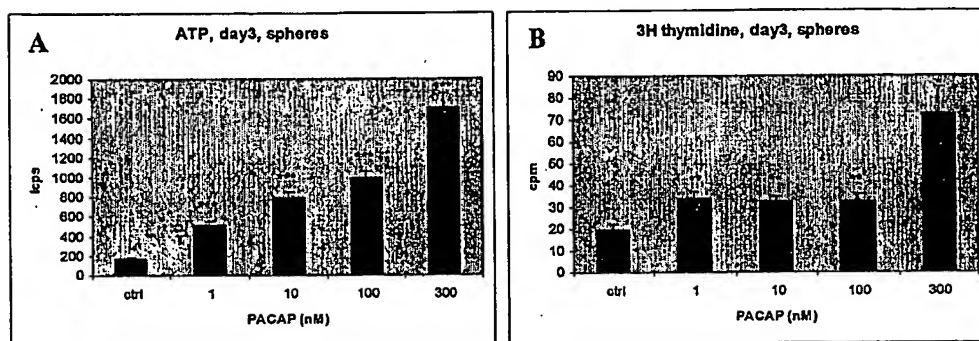 A
ATP, day3, spheres
2000
1800
1600
1400
1200
1000
800
600
400
200
0
lcps
ctrl 1 10 100 300
PACAP (nM)
B
3H thymidine, day3, spheres
90
80
70
60
50
40
30
20
10
0
cpm
ctrl 1 10 100 300
PACAP (nM)